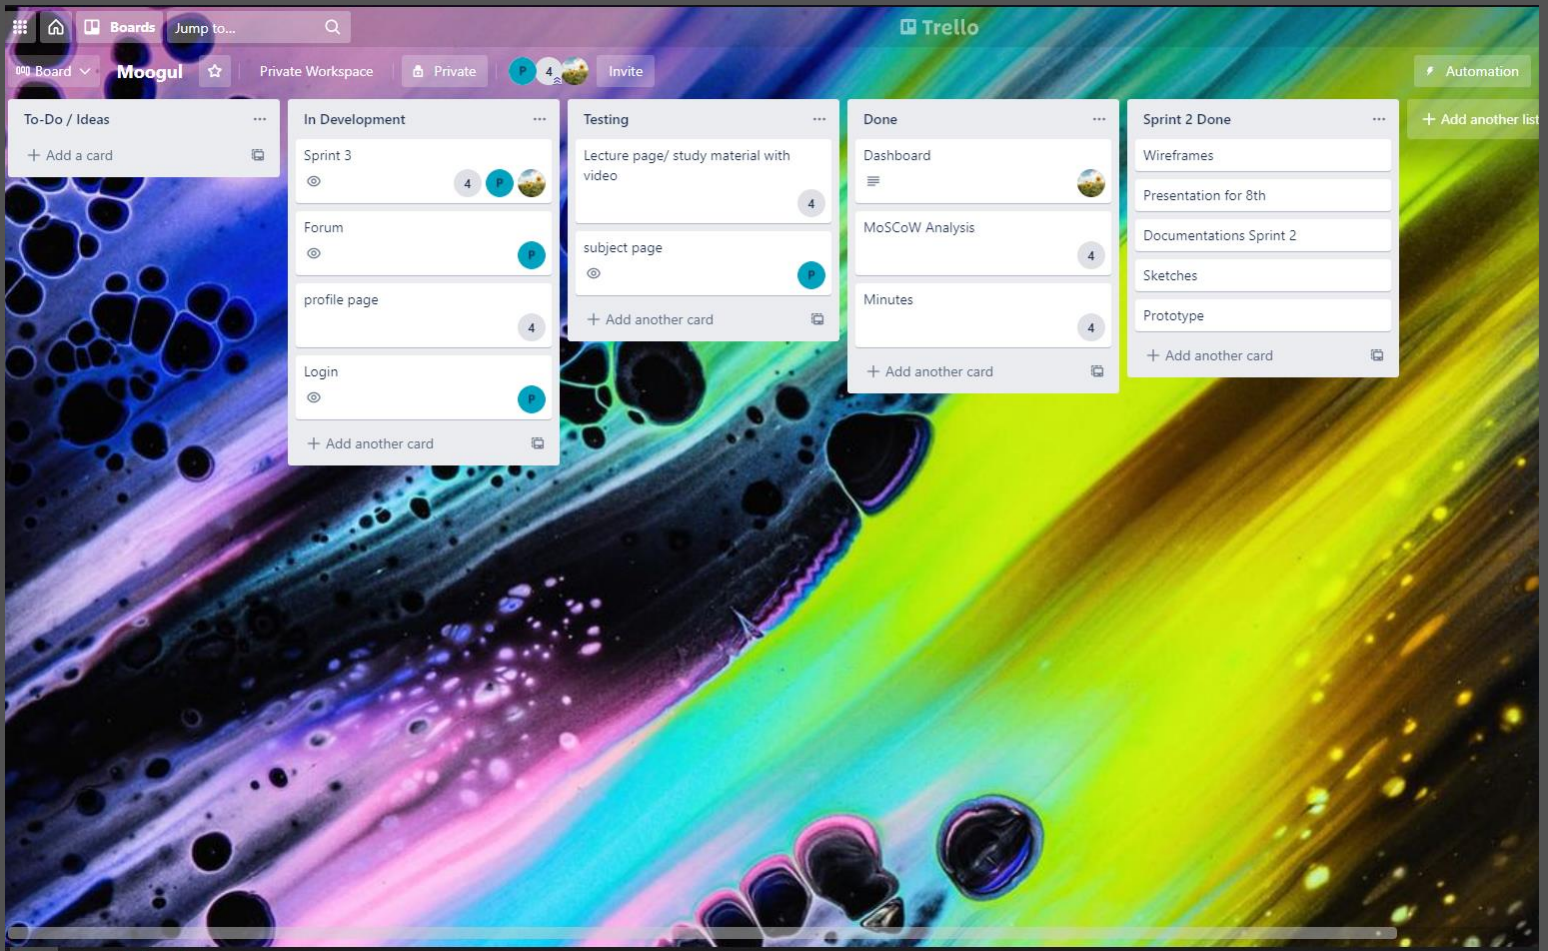 Boards
Jump to...
Trello
Board
Moogul
Private Workspace
Private
P
4
Invite
Automation
To-Do / Ideas
Add a card
In Development
Sprint 3
4
P
Forum
P
profile page
4
Login
P
Add another card
Testing
Lecture page/ study material with
video
4
subject page
P
Add another card
Done
Dashboard
MoSCoW Analysis
4
Minutes
4
Add another card
Sprint 2 Done
Wireframes
Presentation for 8th
Documentations Sprint 2
Sketches
Prototype
Add another card
Add another list